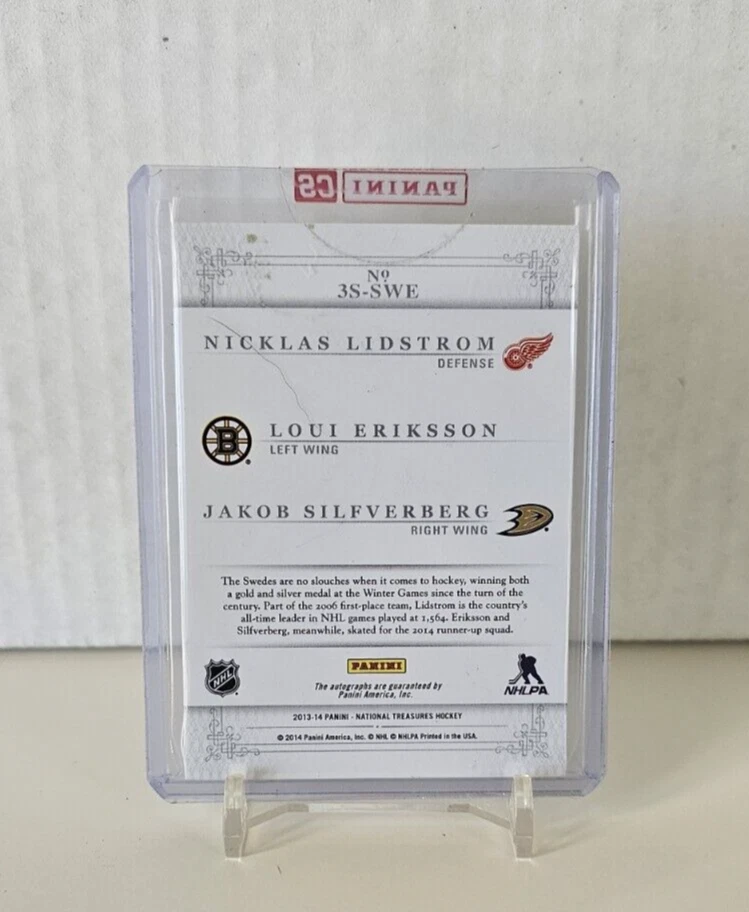 PANINI CS
Nº
3S-SWE
NICKLAS LIDSTROM
DEFENSE
B
LOUI ERIKSSON
LEFT WING
JAKOB SILFVERBERG
RIGHT WING
The Swedes are no slouches when it comes to hockey, winning both
a gold and silver medal at the Winter Games since the turn of the
century. Part of the 2006 first-place team, Lidstrom is the country's
all-time leader in NHL games played at 1,564. Eriksson and
Silfverberg, meanwhile, skated for the 2014 runner-up squad.
NHL
PANINI
NHLPA
The autographs are guaranteed by
Panini America, Inc.
2013-14 PANINI - NATIONAL TREASURES HOCKEY
© 2014 Panini America, Inc. © NHL © NHLPA Printed in the USA.